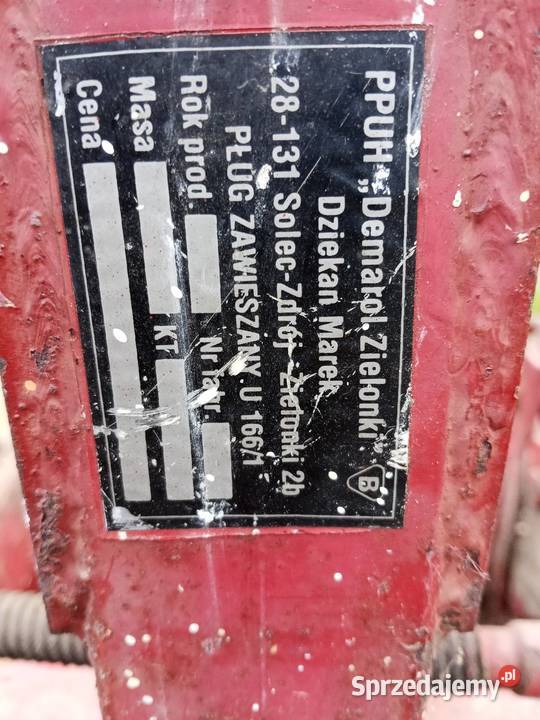 PPUH „Demarol Zielonki"
Dziekan Marek
28-131 Solec-Zdrój - Zielonki 2b
PŁUG ZAWIESZANY U 166/1
Rok prod. Nr fabr.
Masa KT
Cena
B
Sprzedajemy.pl